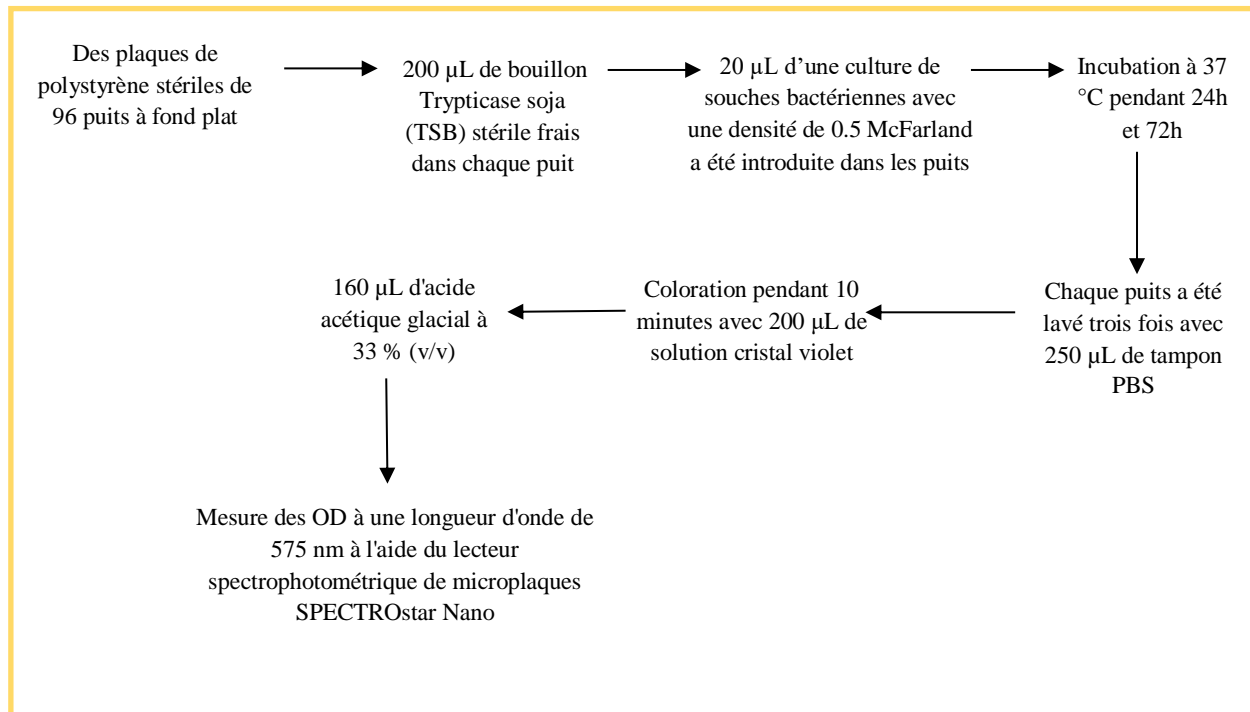 Des plaques de
polystyrène stériles de
96 puits à fond plat
200 µL de bouillon
Trypticase soja
(TSB) stérile frais
dans chaque puit
20 µL d’une culture de
souches bactériennes avec
une densité de 0.5 McFarland
a été introduite dans les puits
Incubation à 37
°C pendant 24h
et 72h
Chaque puits a été
lavé trois fois avec
250 µL de tampon
PBS
Coloration pendant 10
minutes avec 200 µL de
solution cristal violet
160 µL d'acide
acétique glacial à
33 % (v/v)
Mesure des OD à une longueur d'onde de
575 nm à l'aide du lecteur
spectrophotométrique de microplaques
SPECTROstar Nano